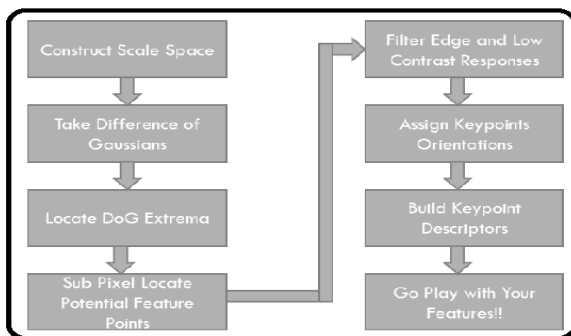 Construct Scale Space
Take Difference of
Gaussians
Locate DoG Extrema
Sub Pixel Locate
Potential Feature
Points
Filter Edge and Low
Contrast Responses
Assign Keypoints
Orientations
Build Keypoint
Descriptors
Go Play with Your
Features!!